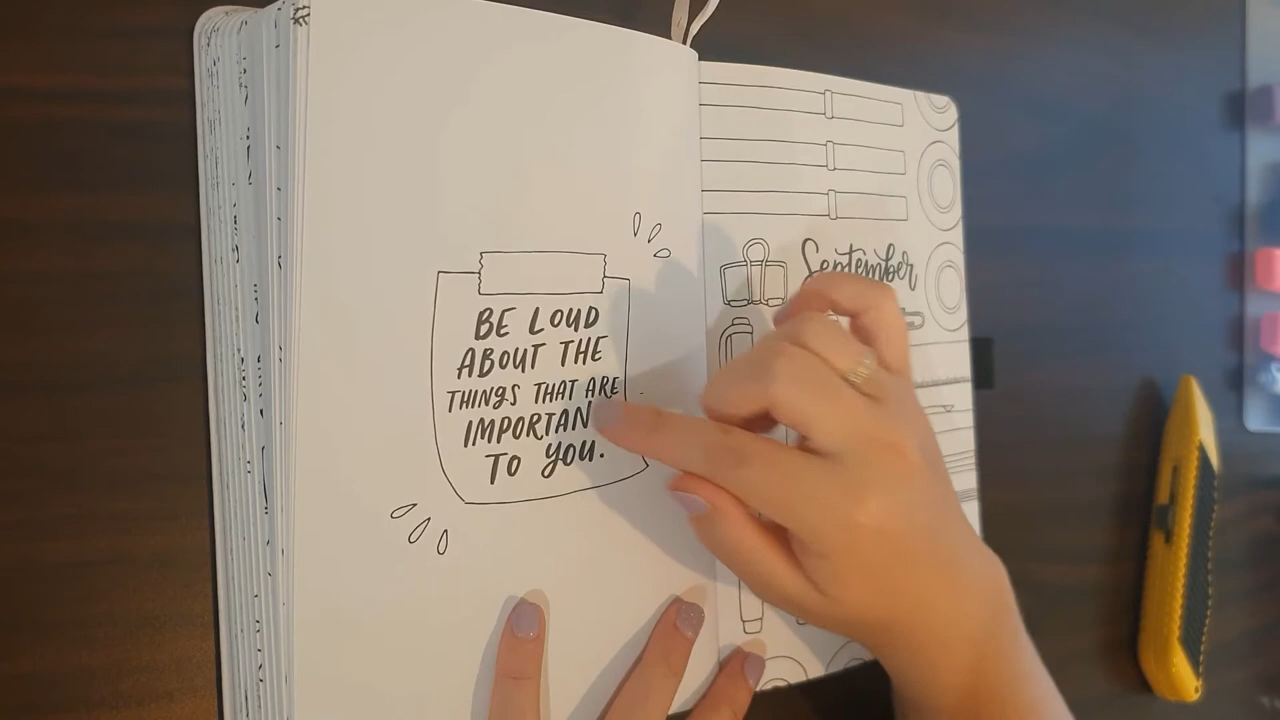 BE LOUD
ABOUT THE
THINGS THAT ARE
IMPORTAN
TO YOU.
September